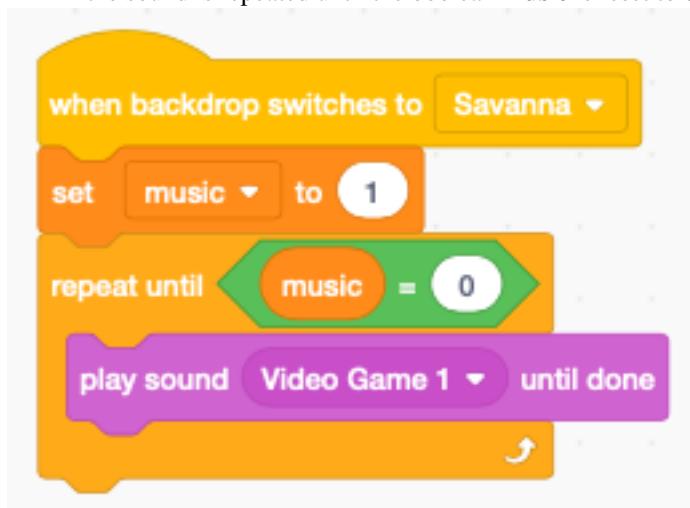 when backdrop switches to Savanna
set music to 1
repeat until music = 0
play sound Video Game 1 until done